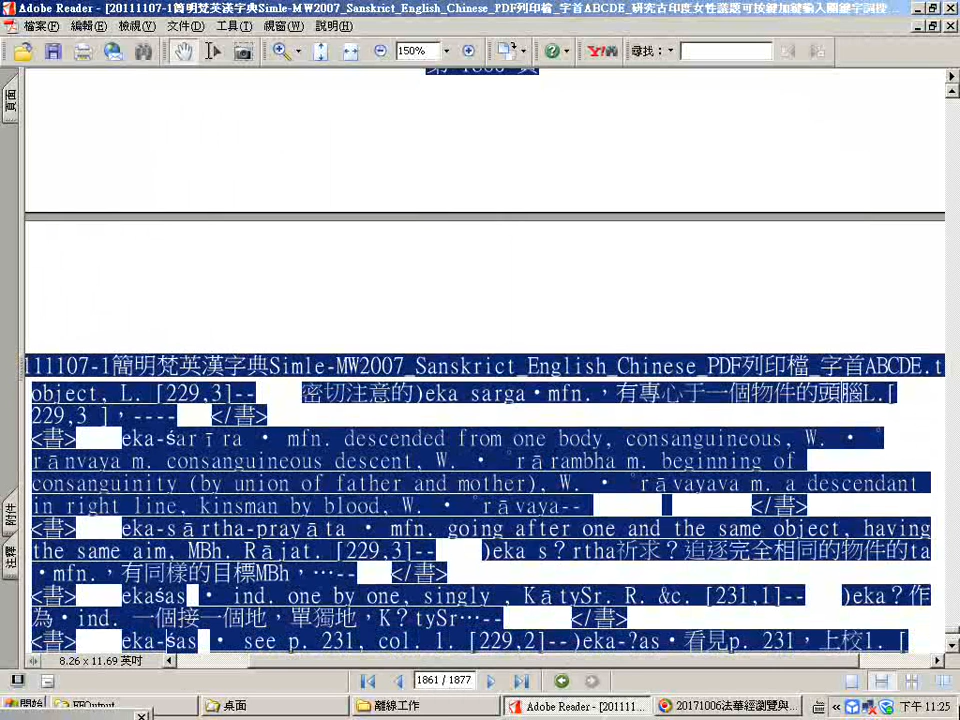 Adobe Reader - [20111107-1簡明梵英漢字典Simle-MW2007_Sanskrict_English_Chinese_PDF列印檔_字首ABCDE_研究古印度女性議題可按鍵加鍵輸入關鍵字詞搜
檔案(F) 編輯(E) 檢視(V) 文件(D) 工具(T) 視窗(W) 說明(H)
150% Y! 尋找:
頁面
111107-1簡明梵英漢字典Simle-MW2007_Sanskrict_English_Chinese_PDF列印檔_字首ABCDE.t
object, L. [229,3]-- 密切注意的)eka sarga•mfn.，有專心于一個物件的頭腦L.[
229,3 ]，---- </書>
<書> eka-śarīra • mfn. descended from one body, consanguineous, W. • °
rānvaya m. consanguineous descent, W. • °rārambha m. beginning of
consanguinity (by union of father and mother), W. • °rāvayava m. a descendant
in right line, kinsman by blood, W. • °rāvaya-- </書>
<書> eka-sārtha-prayāta • mfn. going after one and the same object, having
the same aim, MBh. Rājat. [229,3]-- )eka s？rtha祈求？追逐完全相同的物件的ta
•mfn.，有同樣的目標MBh，…-- </書>
<書> ekaśas • ind. one by one, singly , KātySr. R. &c. [231,1]-- )eka？作
為•ind. 一個接一個地，單獨地，K？tySr…-- </書>
<書> eka-śas • see p. 231, col. 1. [229,2]--)eka-?as•看見p. 231，上校1. [
附件
注釋
8.26 x 11.69 英吋
1861 / 1877
開始 FFOutput 桌面 離線工作 Adobe Reader - [201111... 20171006法華經瀏覽與... « 下午 11:25